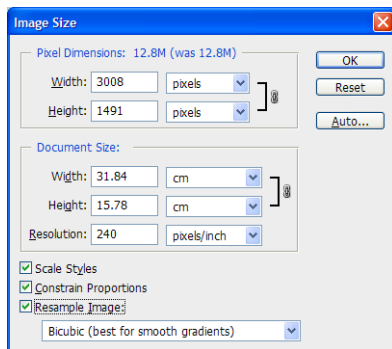 Image Size
Pixel Dimensions: 12.8M (was 12.8M)
Width: 3008 pixels
Height: 1491 pixels
OK
Reset
Auto...
Document Size:
Width: 31.84 cm
Height: 15.78 cm
Resolution: 240 pixels/inch
Scale Styles
Constrain Proportions
Resample Image:
Bicubic (best for smooth gradients)